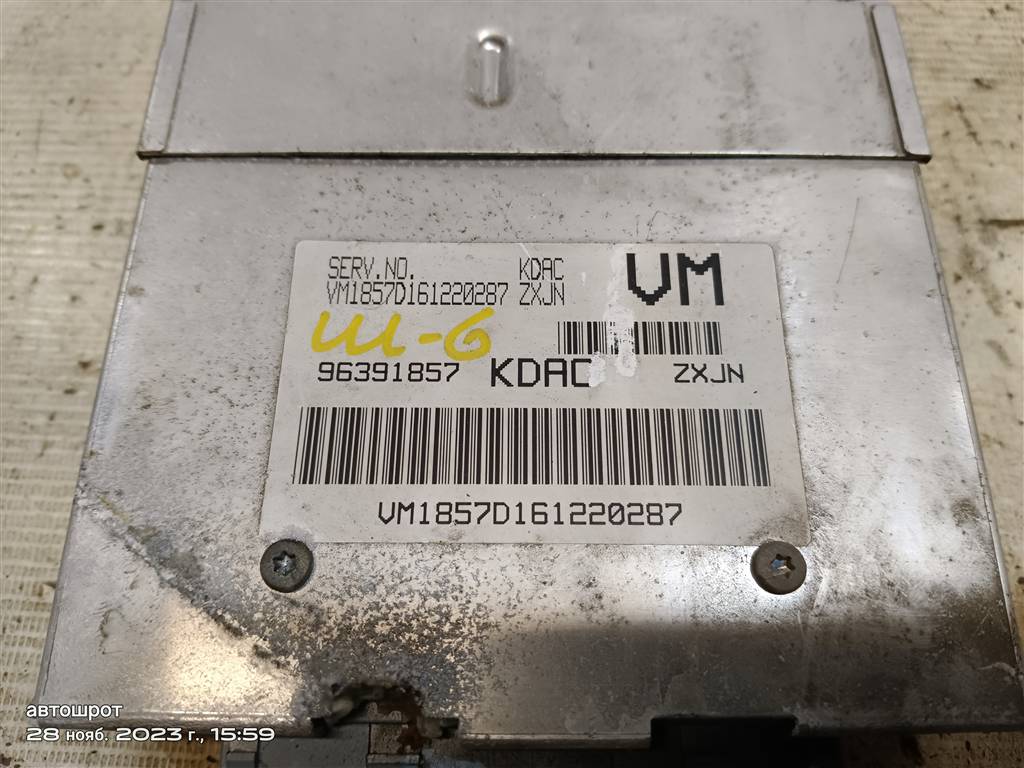 SERV.NO. KDAC
VM1857D161220287 ZXJN
VM
Ш-6
96391857 KDAC ZXJN
VM1857D161220287
автошрот
28 нояб. 2023 г., 15:59